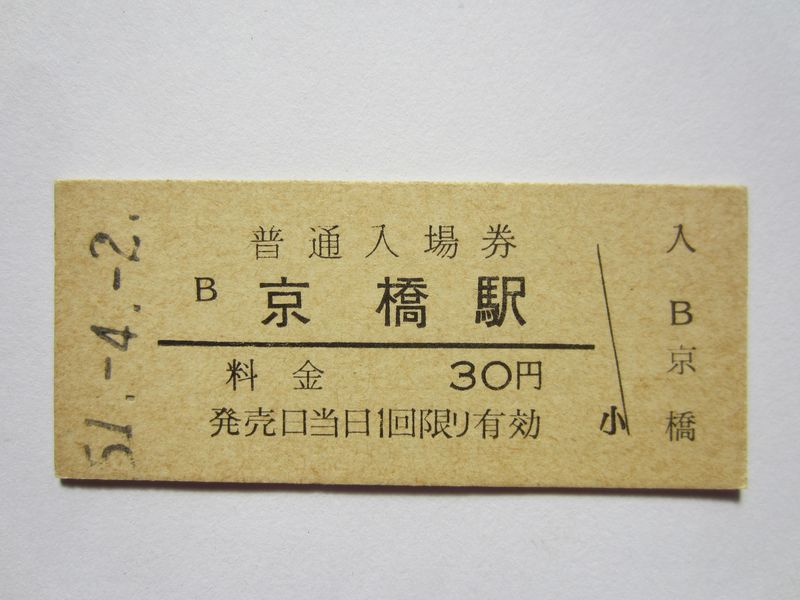 51.-4.-2.
普通入場券
B 京橋駅
料金 30円
発売口当日1回限り有効
小
入
B
京
橋